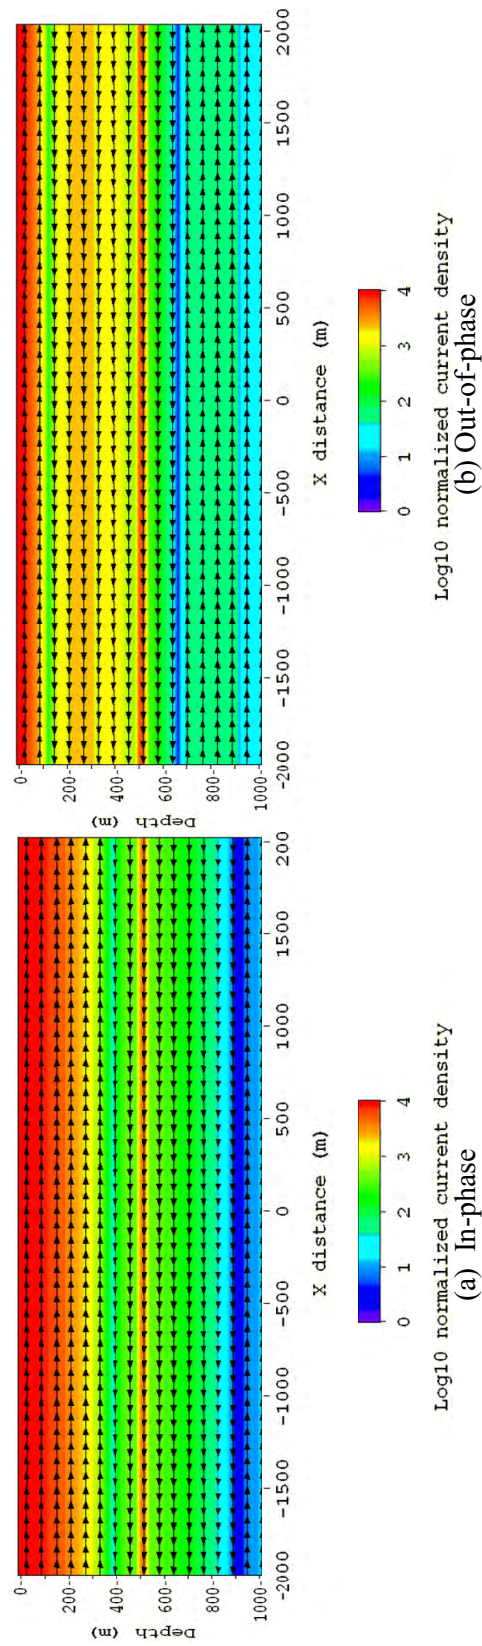 Depth (m)
0
200
400
600
800
1000
-2000 -1500 -1000 -500 0 500 1000 1500 200
X distance (m)
0 1 2 3 4
Log10 normalized current density
(a) In-phase
Depth (m)
0
200
400
600
800
1000
-2000 -1500 -1000 -500 0 500 1000 1500 2000
X distance (m)
0 1 2 3 4
Log10 normalized current density
(b) Out-of-phase